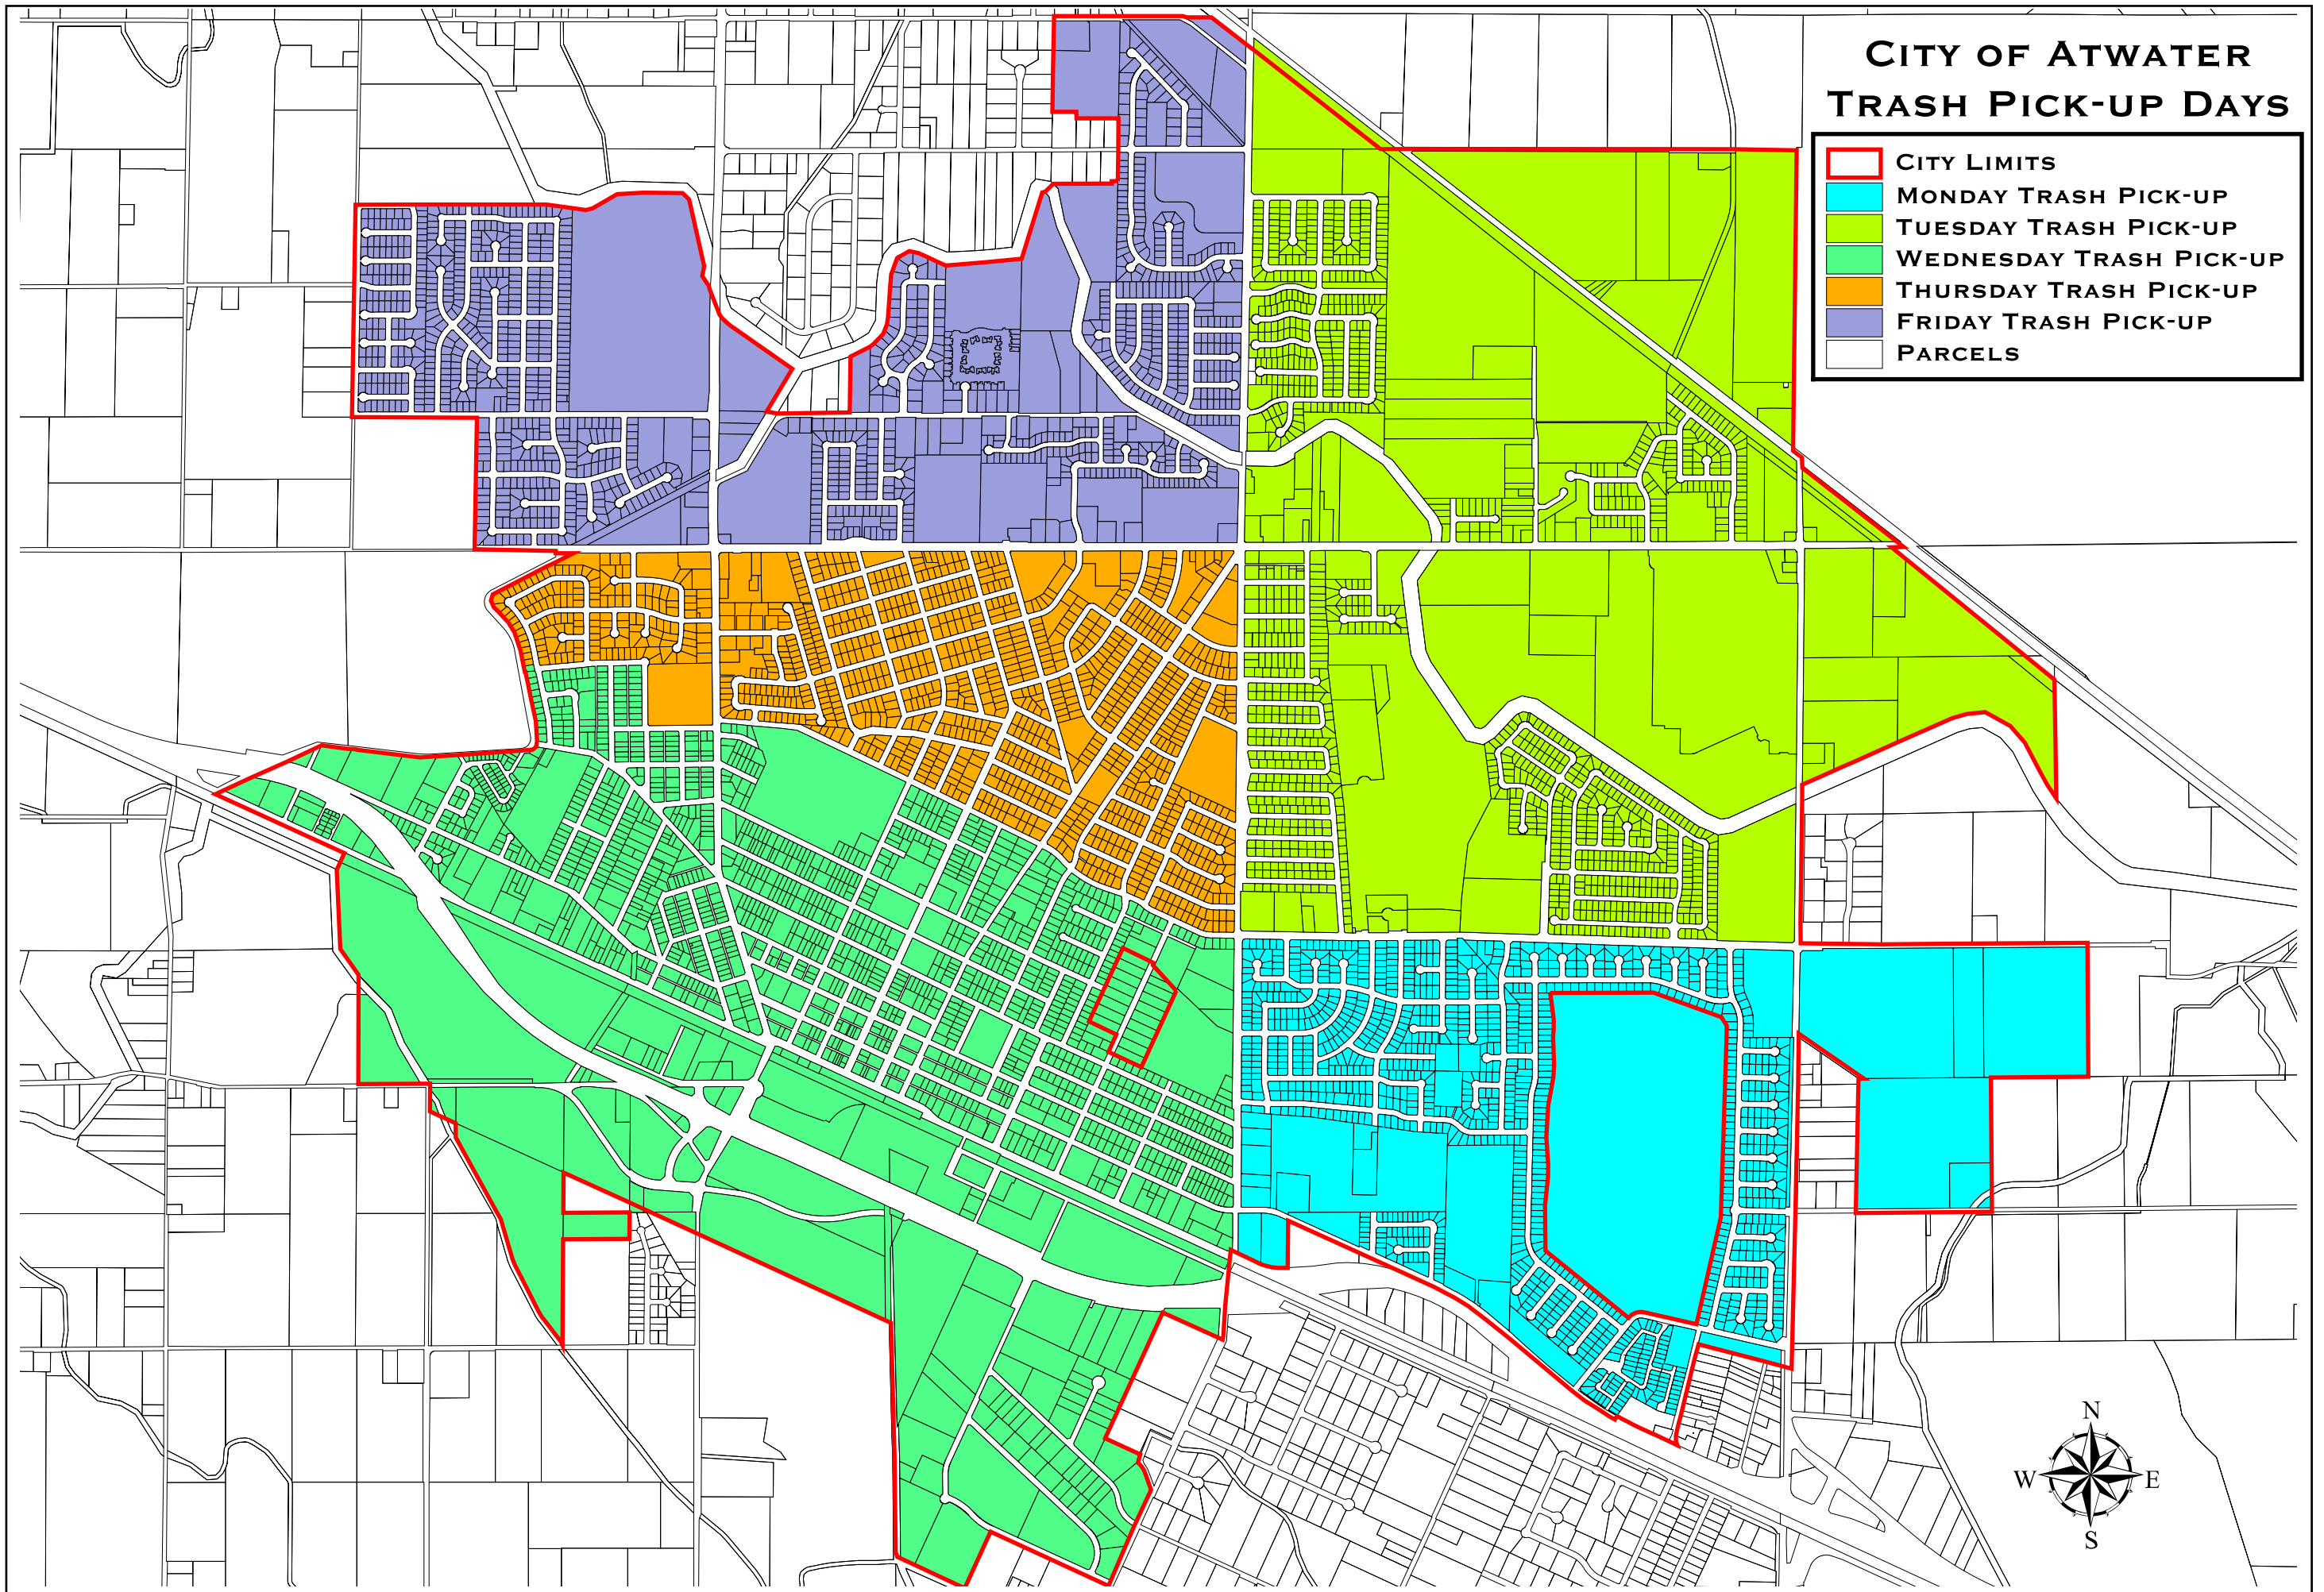 City of Atwater
Trash Pick-up Days
City Limits
Monday Trash Pick-up
Tuesday Trash Pick-up
Wednesday Trash Pick-up
Thursday Trash Pick-up
Friday Trash Pick-up
Parcels
N
W E
S